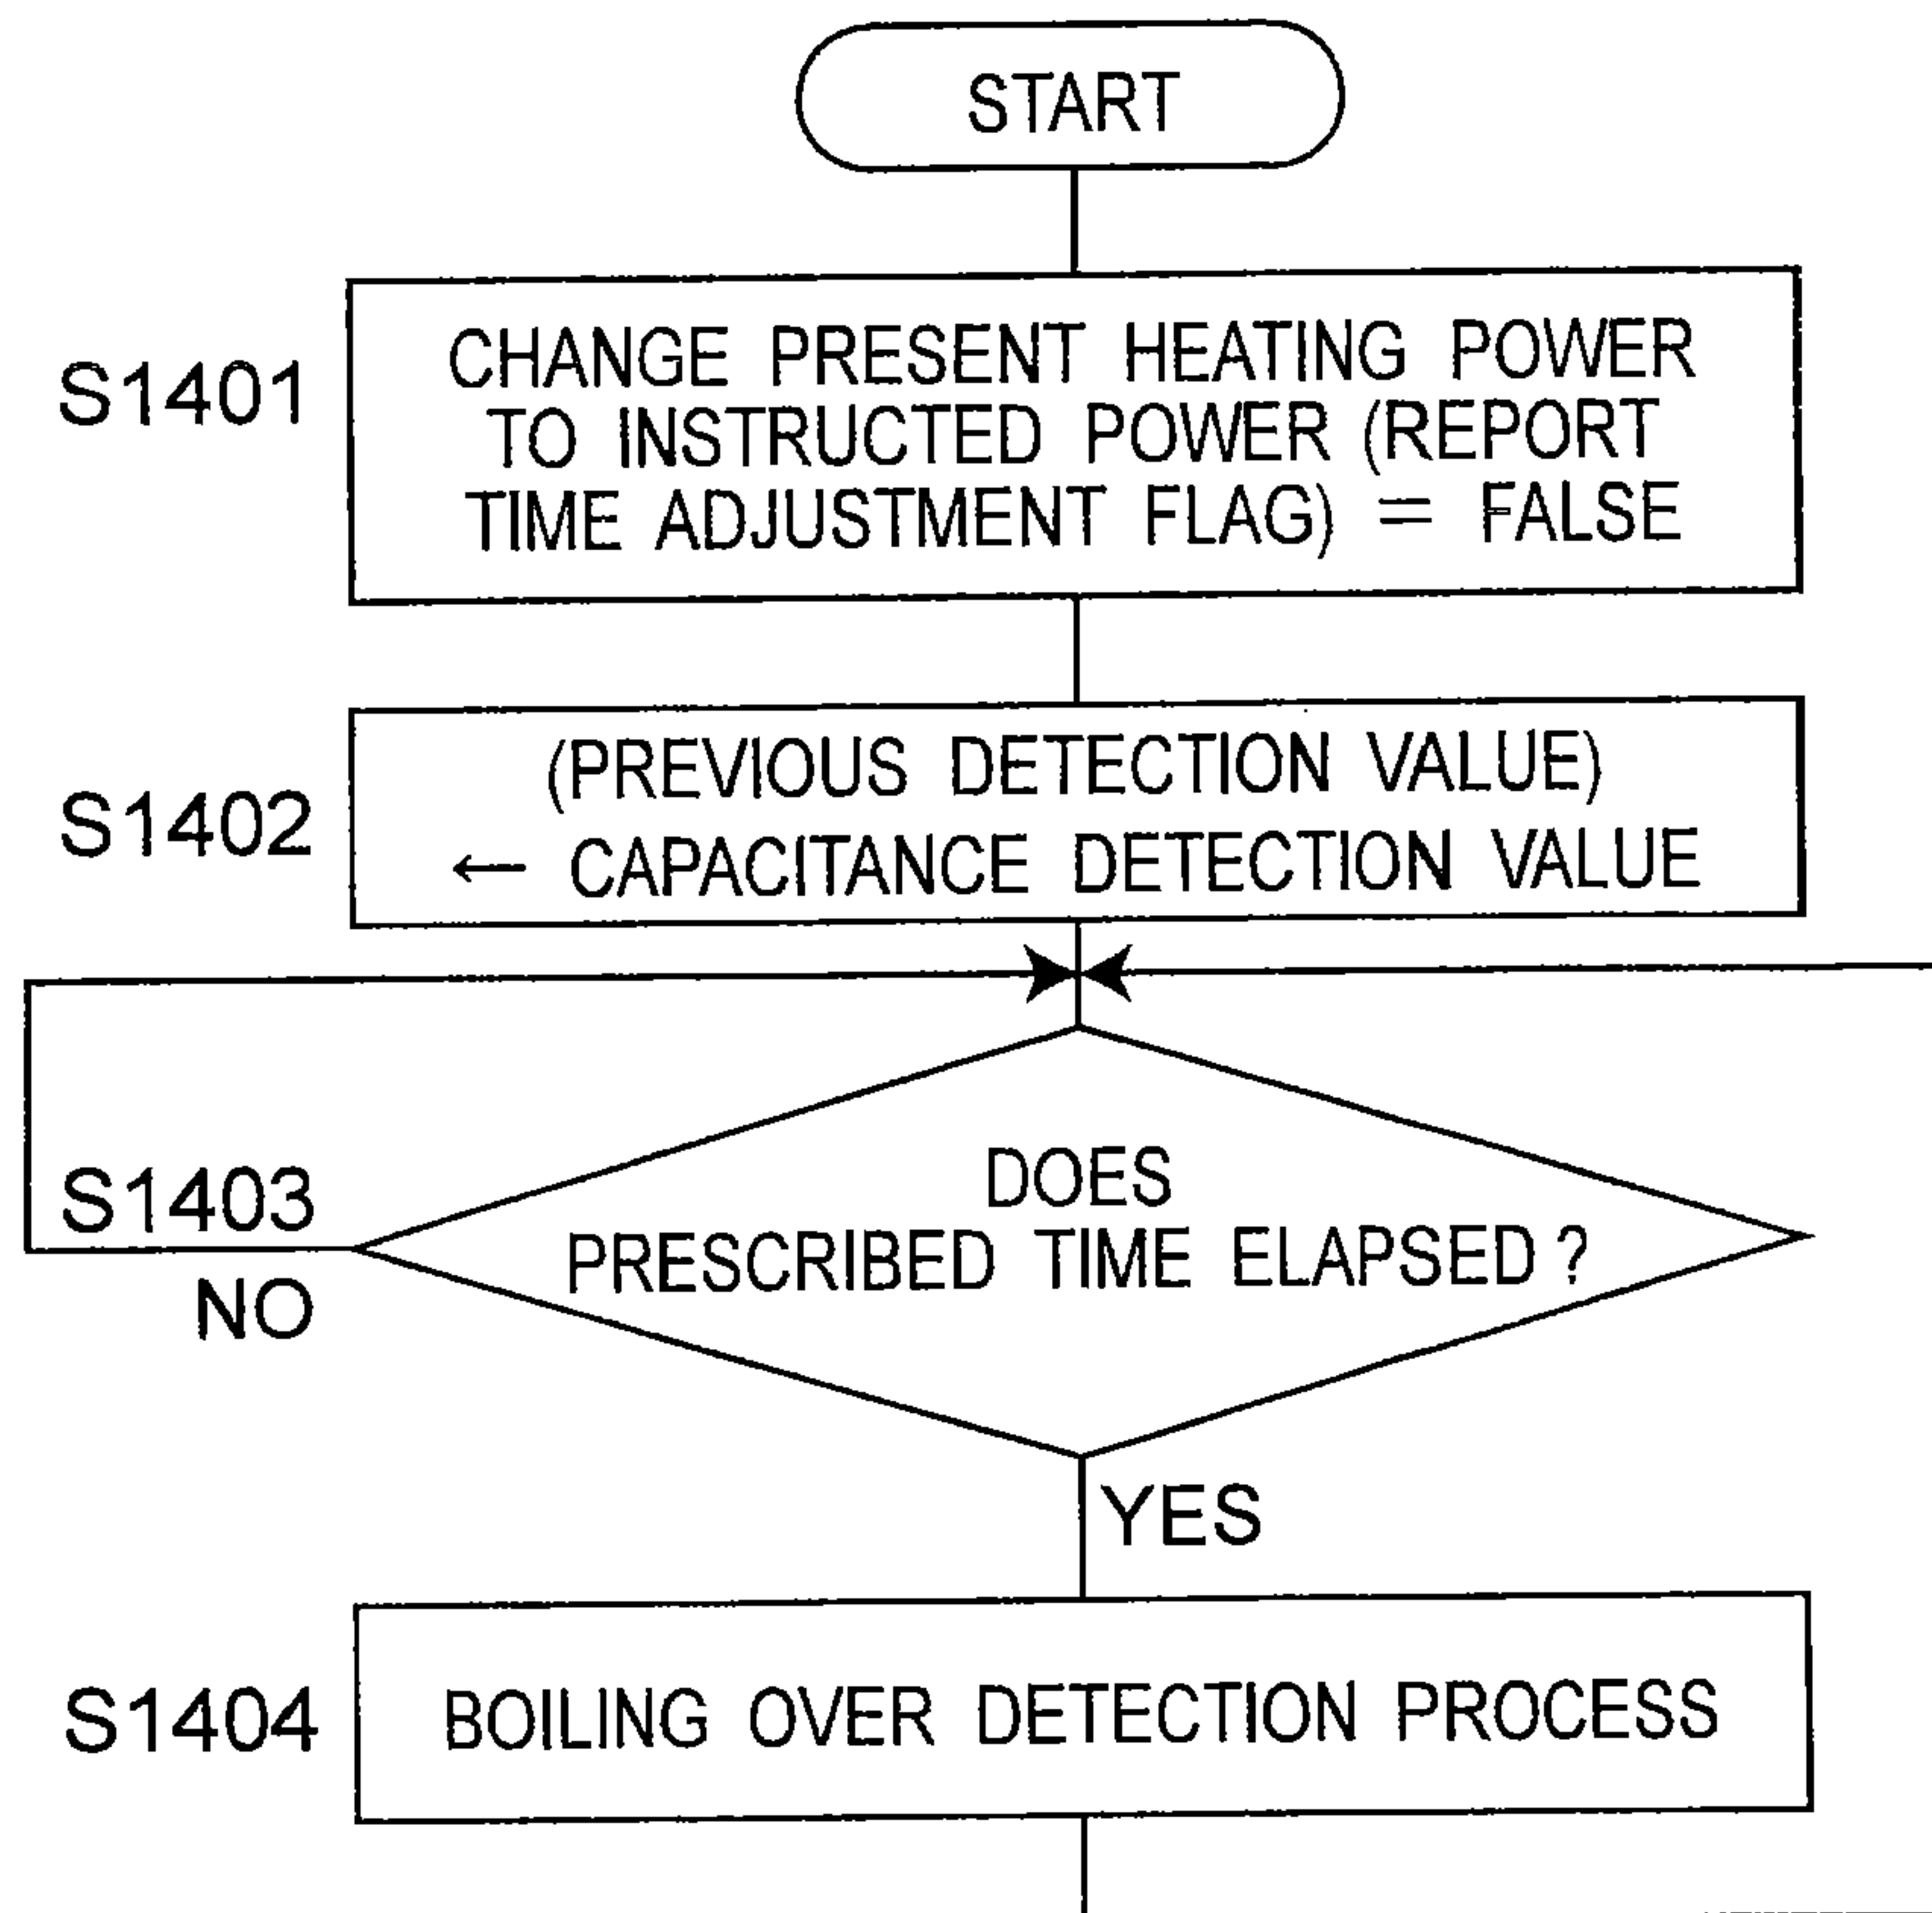 START
S1401
CHANGE PRESENT HEATING POWER
TO INSTRUCTED POWER (REPORT
TIME ADJUSTMENT FLAG) = FALSE
S1402
(PREVIOUS DETECTION VALUE)
← CAPACITANCE DETECTION VALUE
S1403
NO
DOES
PRESCRIBED TIME ELAPSED ?
YES
S1404
BOILING OVER DETECTION PROCESS